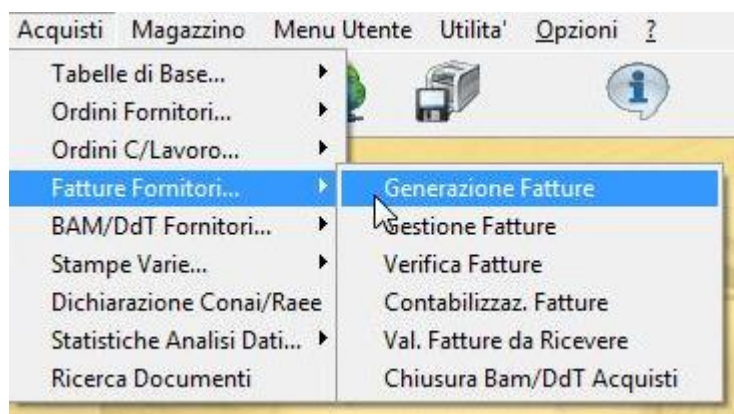 Acquisti Magazzino Menu Utente Utilita' Opzioni ?
Tabelle di Base...
Ordini Fornitori...
Ordini C/Lavoro...
Fatture Fornitori...
BAM/DdT Fornitori...
Stampe Varie...
Dichiarazione Conai/Raee
Statistiche Analisi Dati...
Ricerca Documenti
Generazione Fatture
Gestione Fatture
Verifica Fatture
Contabilizzaz. Fatture
Val. Fatture da Ricevere
Chiusura Bam/DdT Acquisti